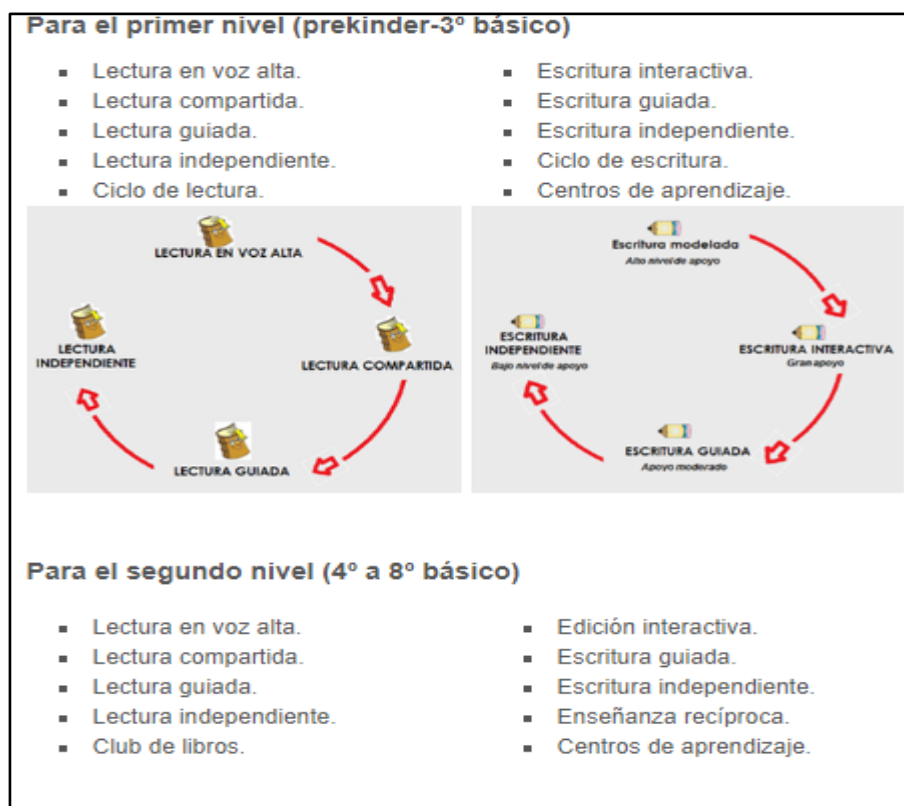 Para el primer nivel (prekinder-3º básico)
Lectura en voz alta.
Lectura compartida.
Lectura guiada.
Lectura independiente.
Ciclo de lectura.
Escritura interactiva.
Escritura guiada.
Escritura independiente.
Ciclo de escritura.
Centros de aprendizaje.
LECTURA EN VOZ ALTA
LECTURA COMPARTIDA
LECTURA GUIADA
LECTURA
INDEPENDIENTE
Escritura modelada
Alto nivel de apoyo
ESCRITURA INTERACTIVA
Gran apoyo
ESCRITURA GUIADA
Apoyo moderado
ESCRITURA
INDEPENDIENTE
Bajo nivel de apoyo
Para el segundo nivel (4º a 8º básico)
Lectura en voz alta.
Lectura compartida.
Lectura guiada.
Lectura independiente.
Club de libros.
Edición interactiva.
Escritura guiada.
Escritura independiente.
Enseñanza recíproca.
Centros de aprendizaje.